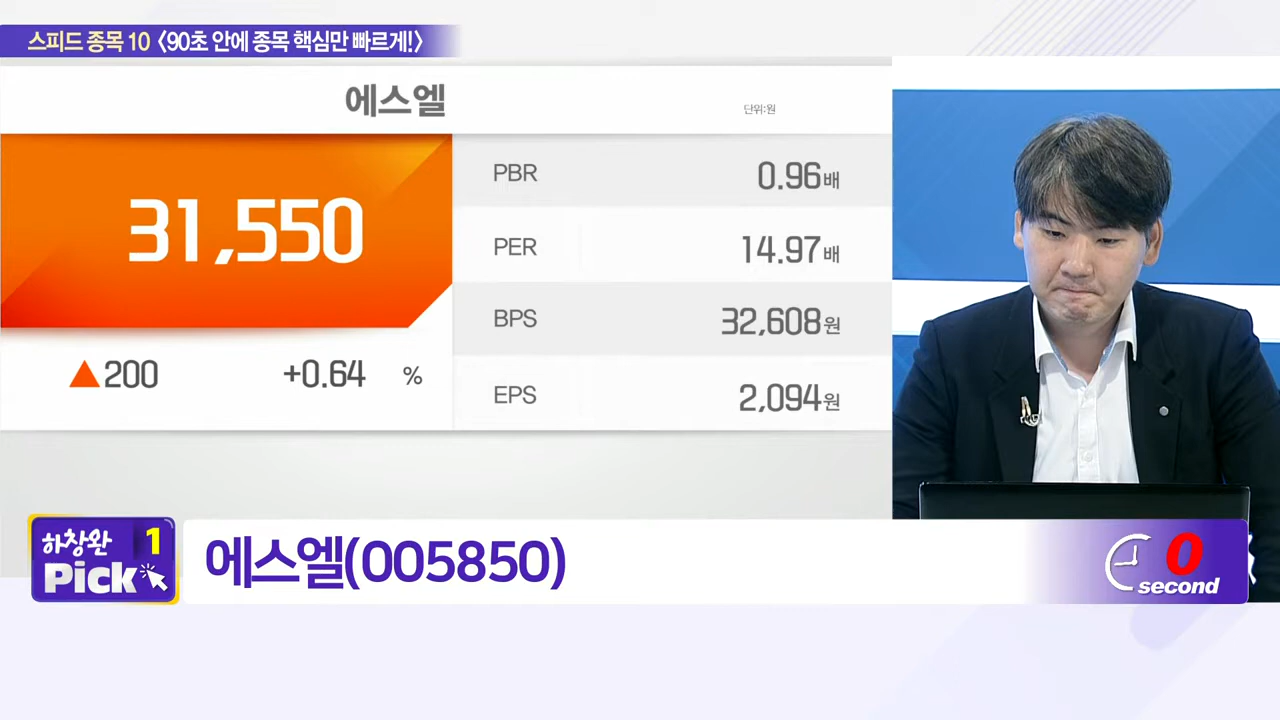 스피드 종목 10 〈90초 안에 종목 핵심만 빠르게!〉
에스엘
단위:원
31,550
▲200 +0.64 %
PBR 0.96배
PER 14.97배
BPS 32,608원
EPS 2,094원
하창완 1
Pick
에스엘(005850)
0
second